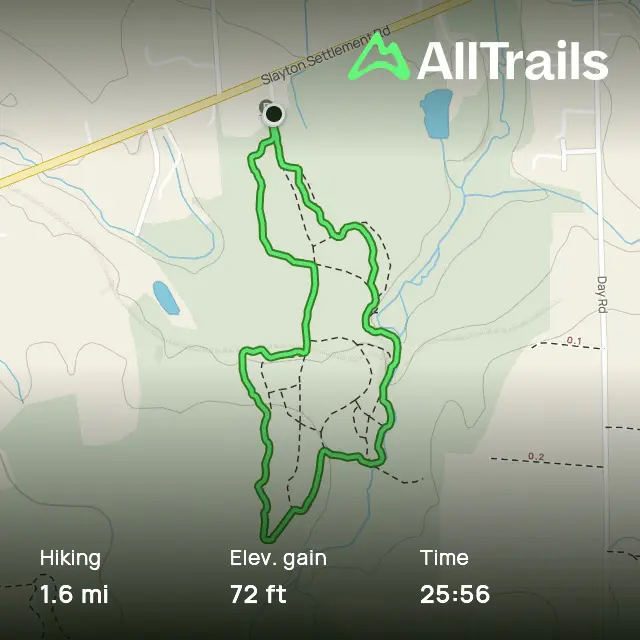 Slayton Settlement Rd
AllTrails
Day Rd
0.1
0.2
Hiking
Elev. gain
Time
1.6 mi
72 ft
25:56